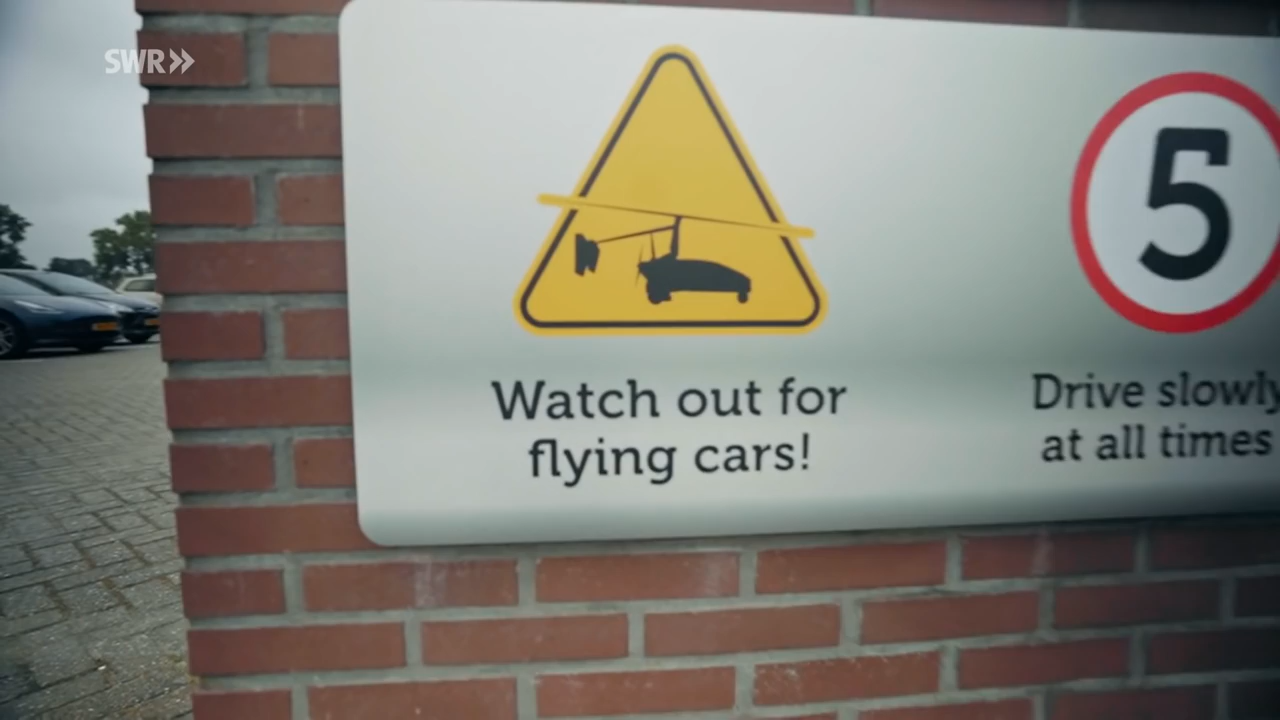 SWR
Watch out for
flying cars!
5
Drive slowly
at all times